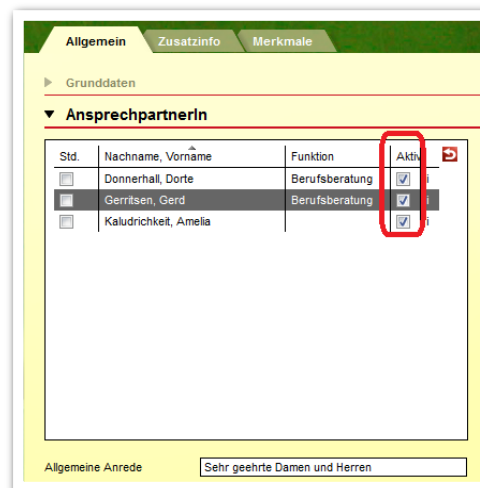 Allgemein Zusatzinfo Merkmale
Grunddaten
AnsprechpartnerIn
Std. Nachname, Vorname Funktion Aktiv
Donnerhall, Dorte Berufsberatung i
Gerritsen, Gerd Berufsberatung i
Kaludrichkeit, Amelia i
Allgemeine Anrede Sehr geehrte Damen und Herren